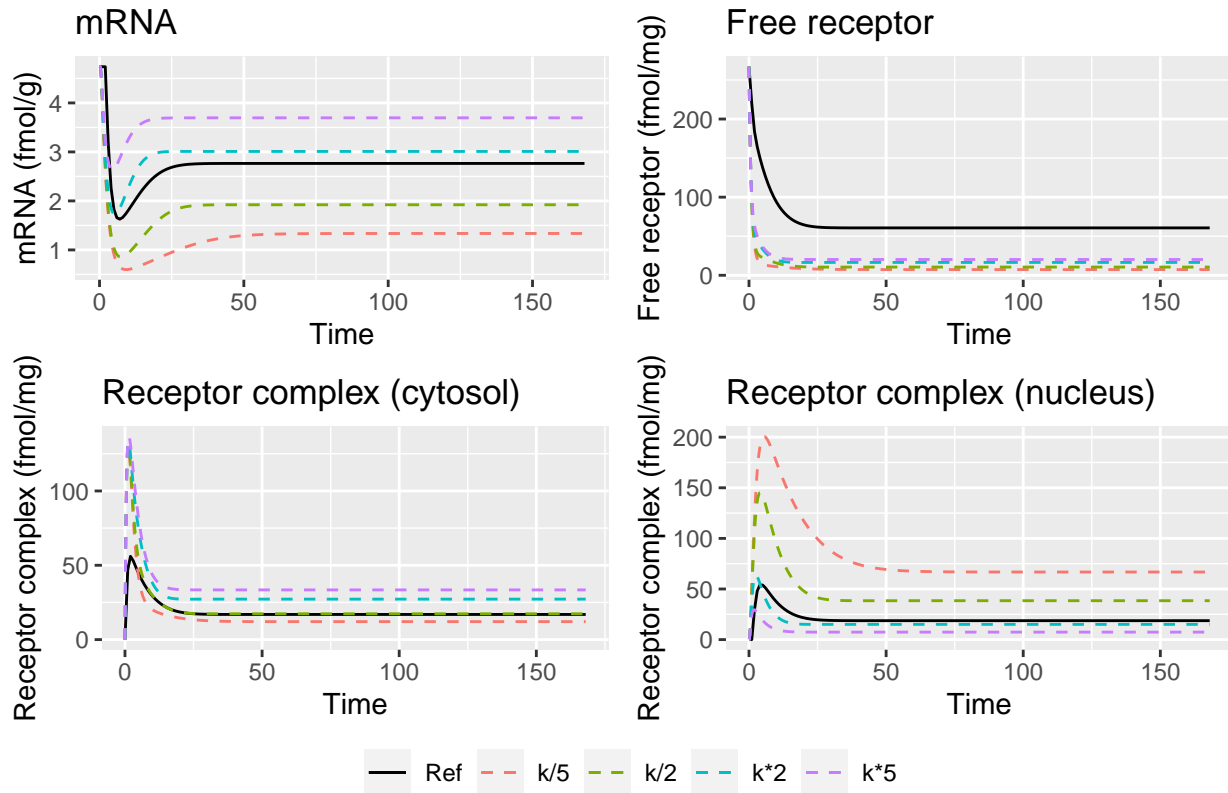 mRNA
mRNA (fmol/g)
4
3
2
1
0 50 100 150
Time
Free receptor
Free receptor (fmol/mg)
200
100
0
0 50 100 150
Time
Receptor complex (cytosol)
Receptor complex (fmol/mg)
100
50
0
0 50 100 150
Time
Receptor complex (nucleus)
Receptor complex (fmol/mg)
200
150
100
50
0
0 50 100 150
Time
Ref k/5 k/2 k*2 k*5